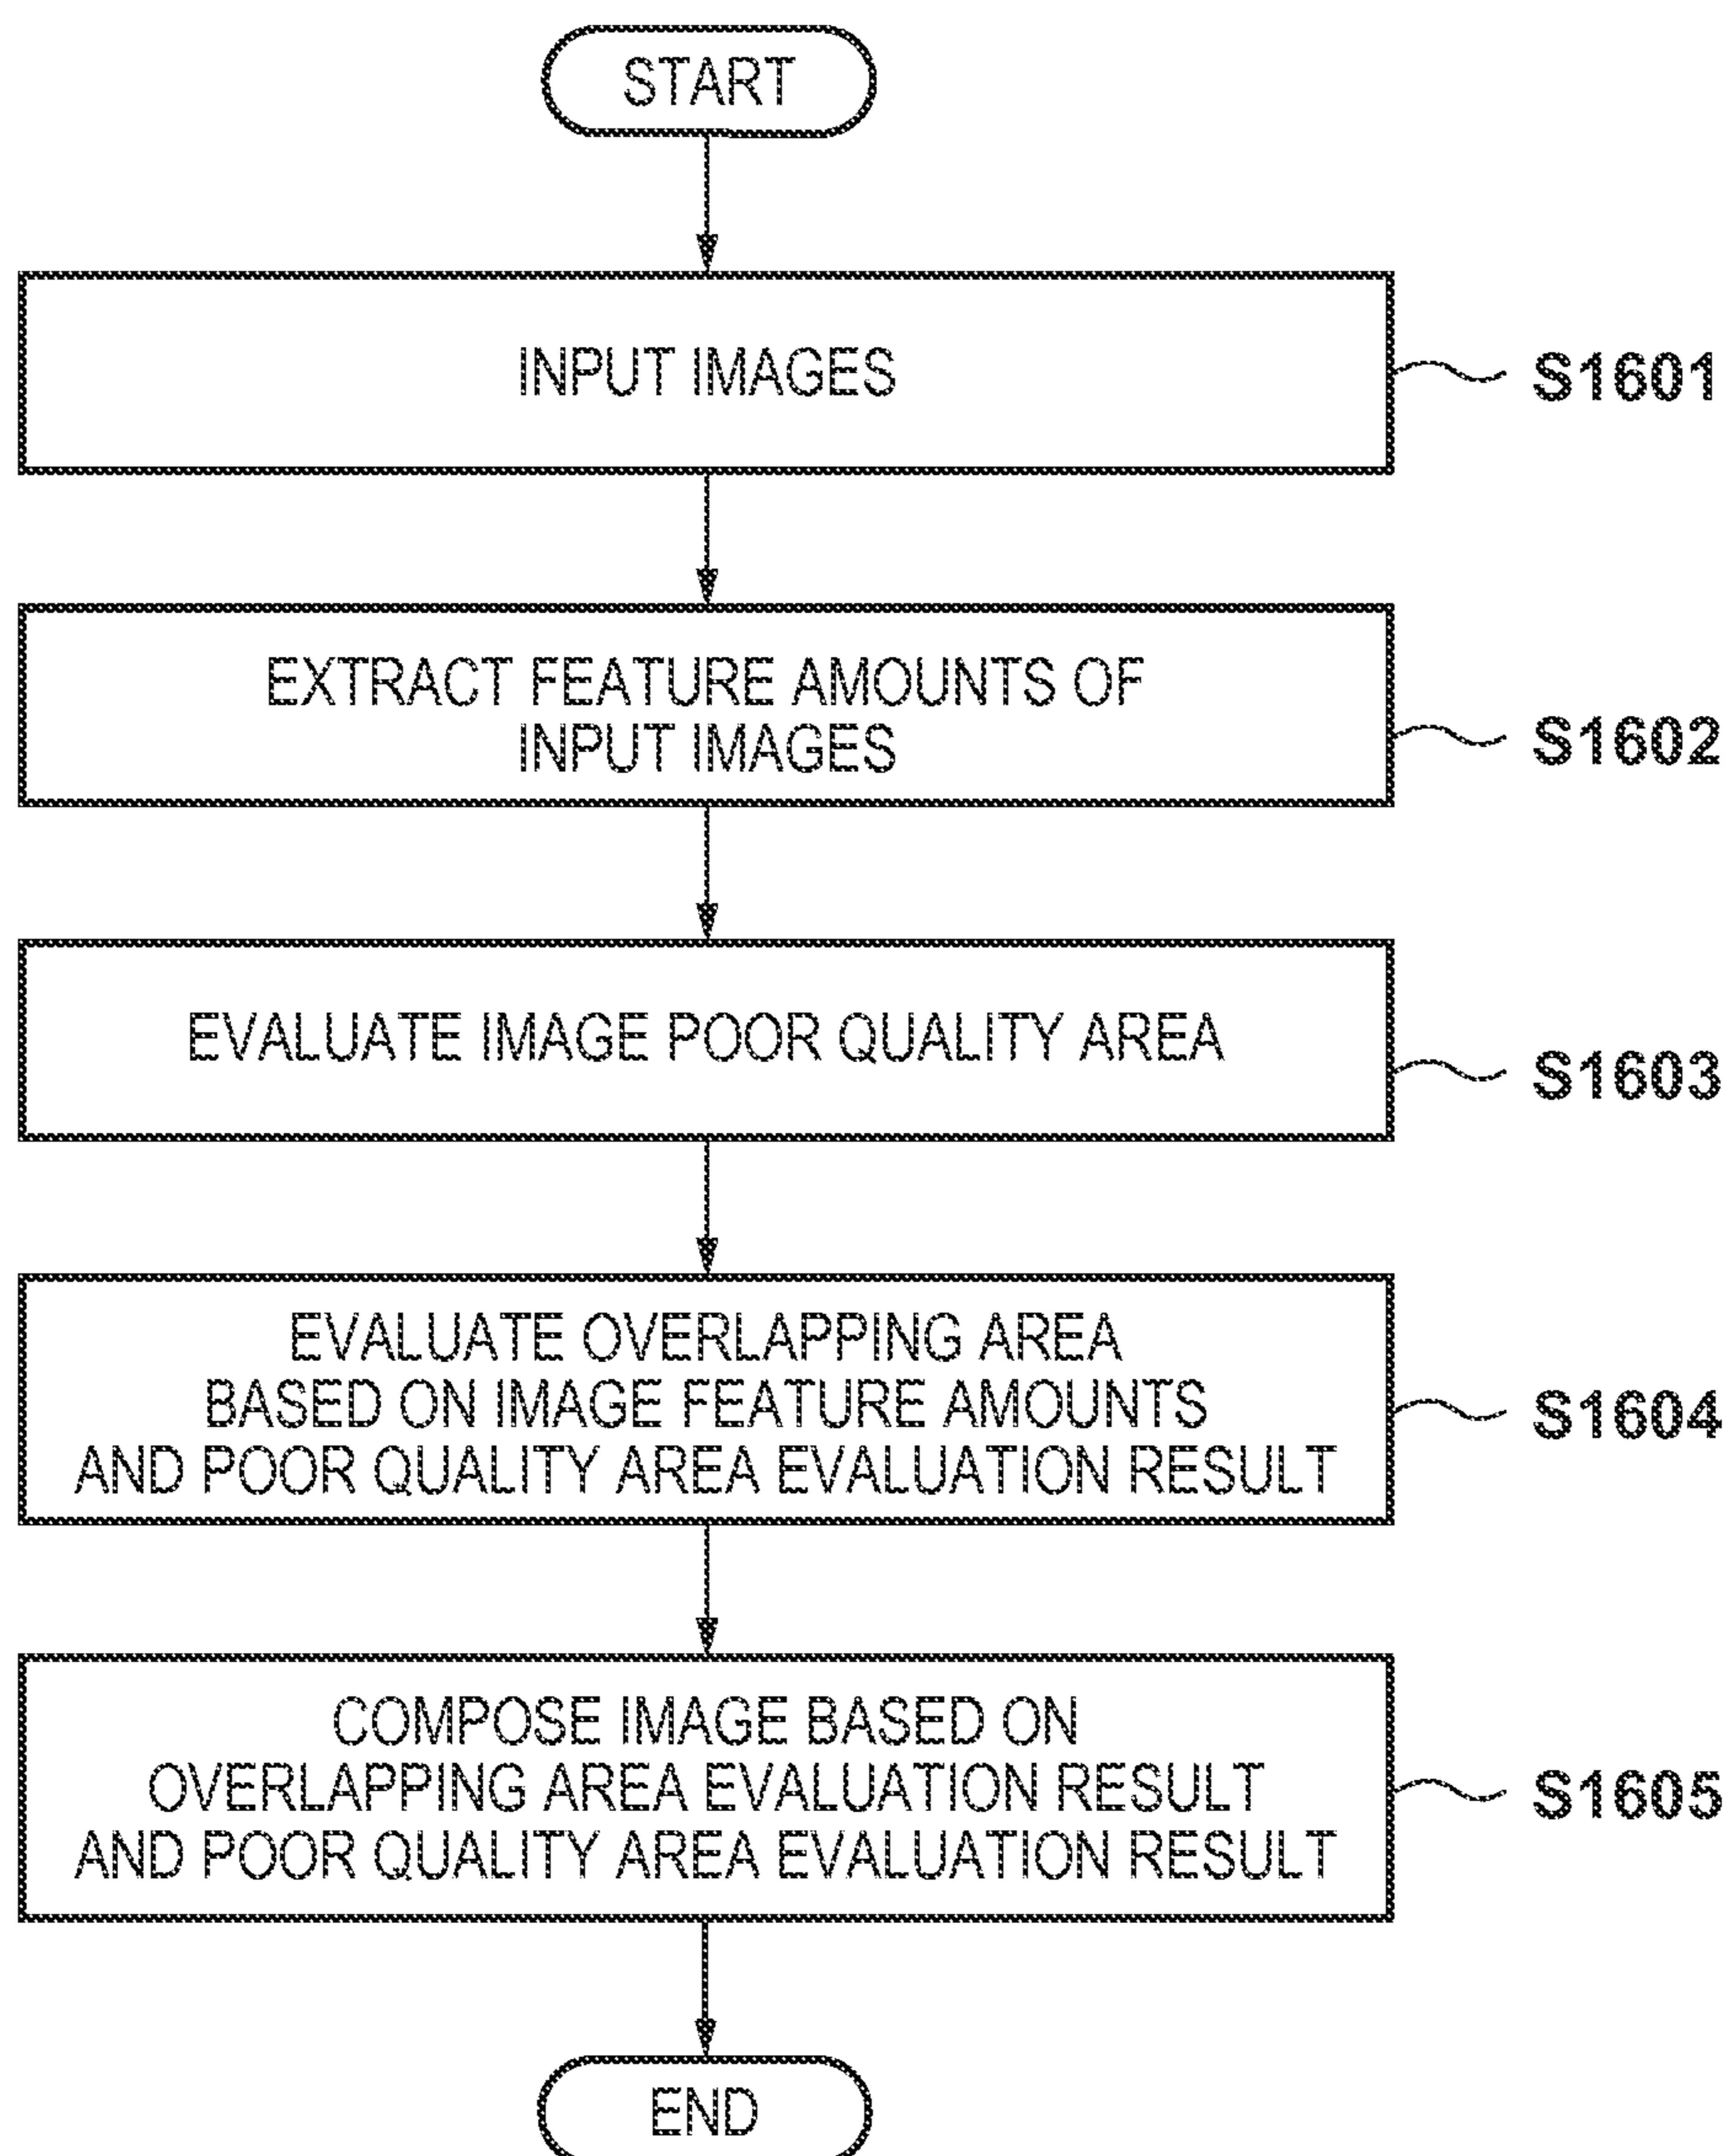 START
INPUT IMAGES
S1601
EXTRACT FEATURE AMOUNTS OF
INPUT IMAGES
S1602
EVALUATE IMAGE POOR QUALITY AREA
S1603
EVALUATE OVERLAPPING AREA
BASED ON IMAGE FEATURE AMOUNTS
AND POOR QUALITY AREA EVALUATION RESULT
S1604
COMPOSE IMAGE BASED ON
OVERLAPPING AREA EVALUATION RESULT
AND POOR QUALITY AREA EVALUATION RESULT
S1605
END